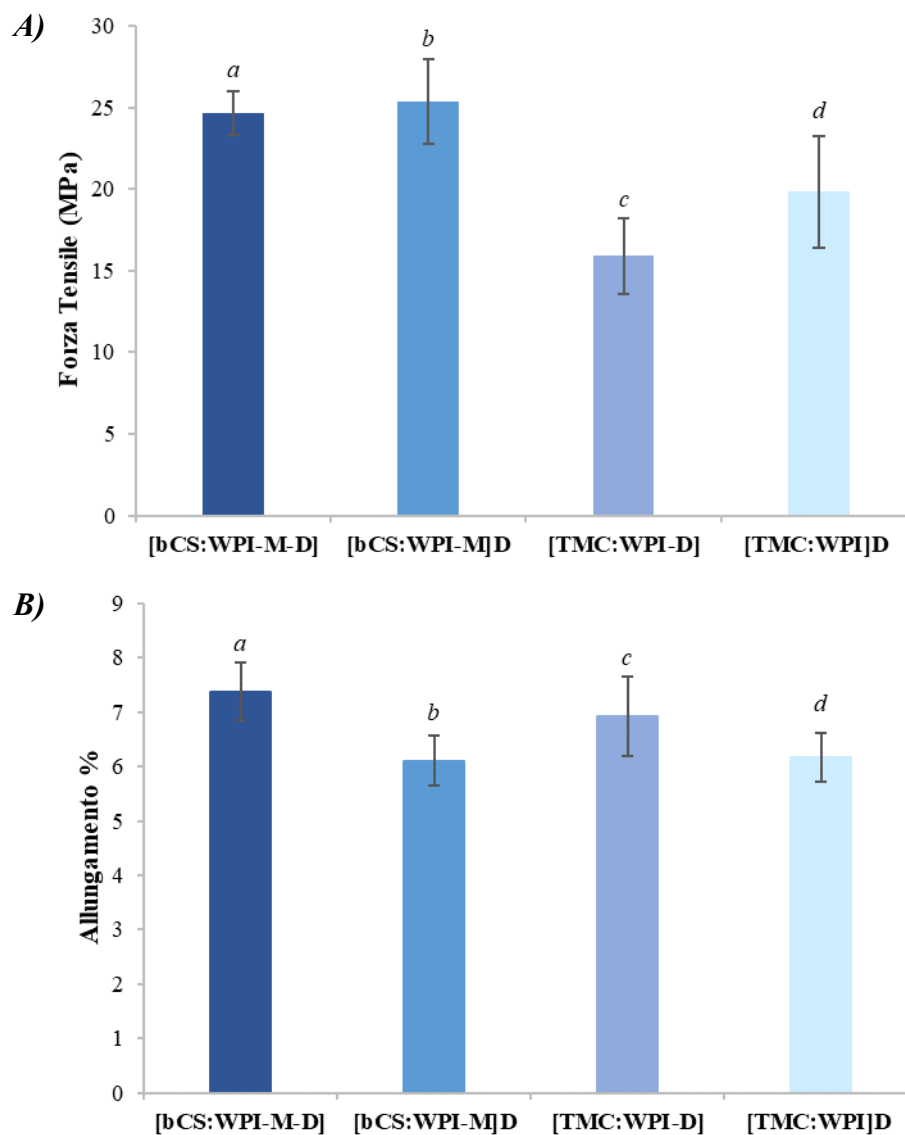 A)
30
25
20
15
10
5
0
Forza Tensile (MPa)
a
b
c
d
[bCS:WPI-M-D] [bCS:WPI-M]D [TMC:WPI-D] [TMC:WPI]D
B)
9
8
7
6
5
4
3
2
1
0
Allungamento %
a
b
c
d
[bCS:WPI-M-D] [bCS:WPI-M]D [TMC:WPI-D] [TMC:WPI]D